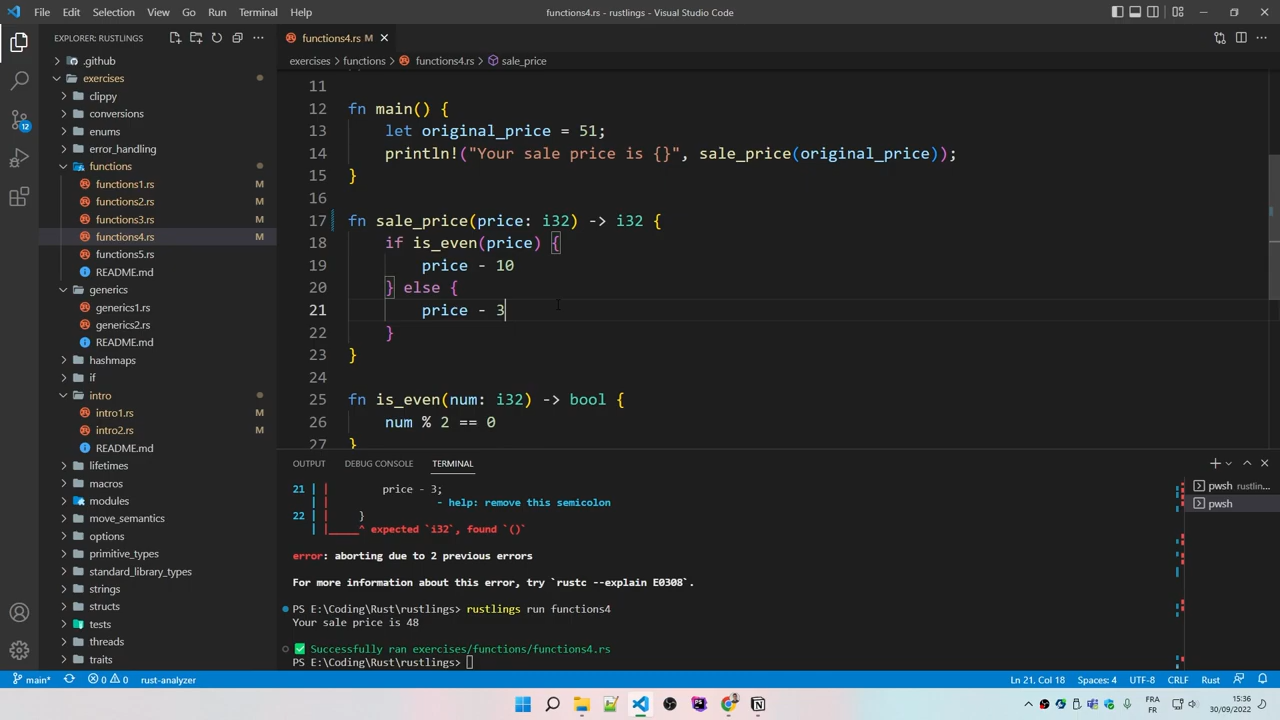 File Edit Selection View Go Run Terminal Help
functions4.rs - rustlings - Visual Studio Code
EXPLORER: RUSTLINGS
.github
exercises
clippy
conversions
enums
error_handling
functions
functions1.rs M
functions2.rs M
functions3.rs M
functions4.rs M
functions5.rs
README.md
generics
generics1.rs
generics2.rs
README.md
hashmaps
if
intro
intro1.rs M
intro2.rs M
README.md
lifetimes
macros
modules
move_semantics
options
primitive_types
standard_library_types
strings
structs
tests
threads
traits
12
functions4.rs M
exercises > functions > functions4.rs > sale_price
11
12 fn main() {
13 let original_price = 51;
14 println!("Your sale price is {}", sale_price(original_price));
15 }
16
17 fn sale_price(price: i32) -> i32 {
18 if is_even(price) {
19 price - 10
20 } else {
21 price - 3
22 }
23 }
24
25 fn is_even(num: i32) -> bool {
26 num % 2 == 0
27 }
OUTPUT DEBUG CONSOLE TERMINAL
21 | | price - 3;
| | - help: remove this semicolon
22 | | }
| |_____^ expected `i32`, found `()`
error: aborting due to 2 previous errors
For more information about this error, try `rustc --explain E0308`.
PS E:\Coding\Rust\rustlings> rustlings run functions4
Your sale price is 48
✅ Successfully ran exercises/functions/functions4.rs
PS E:\Coding\Rust\rustlings>
pwsh rustlin...
pwsh
main* 0 0 rust-analyzer
Ln 21, Col 18 Spaces: 4 UTF-8 CRLF Rust
FRA
FR
15:36
30/09/2022